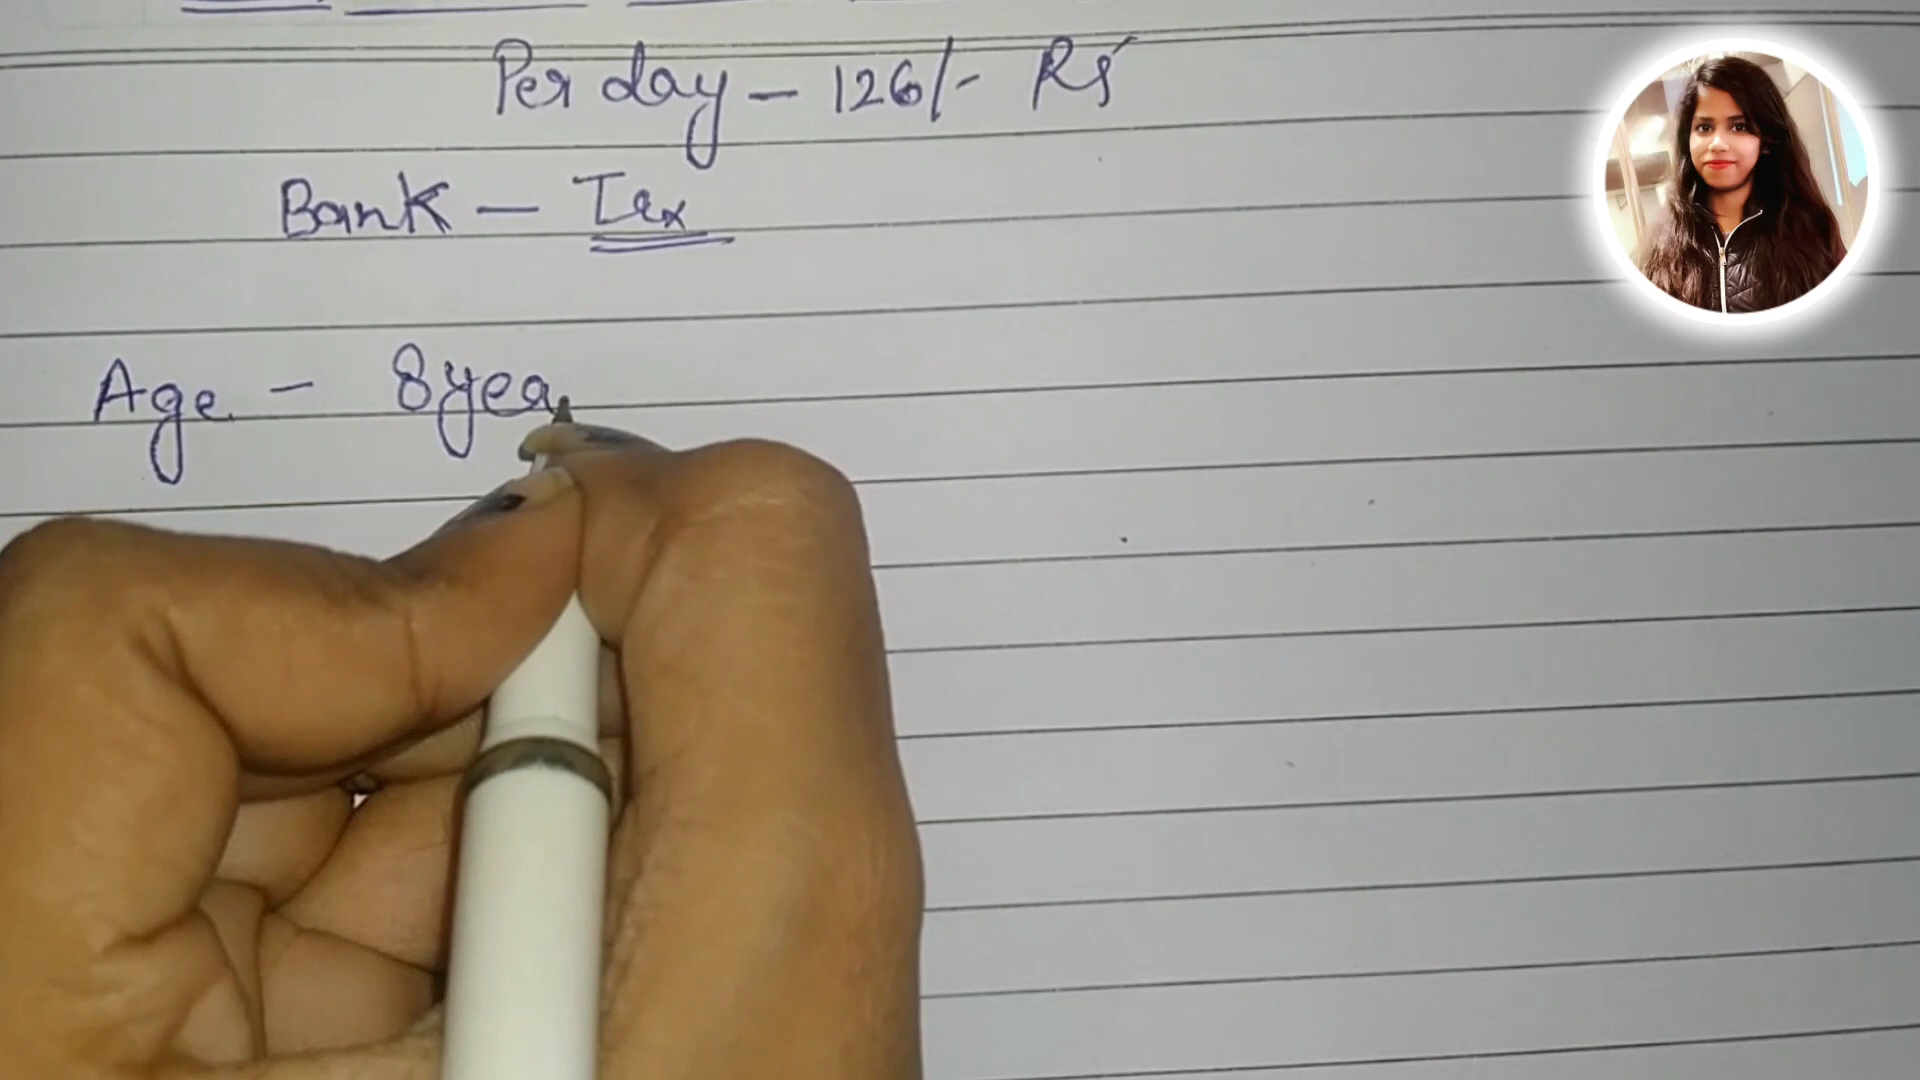 Per day - 126/- Rs
Bank - Tax
Age - 8 yea